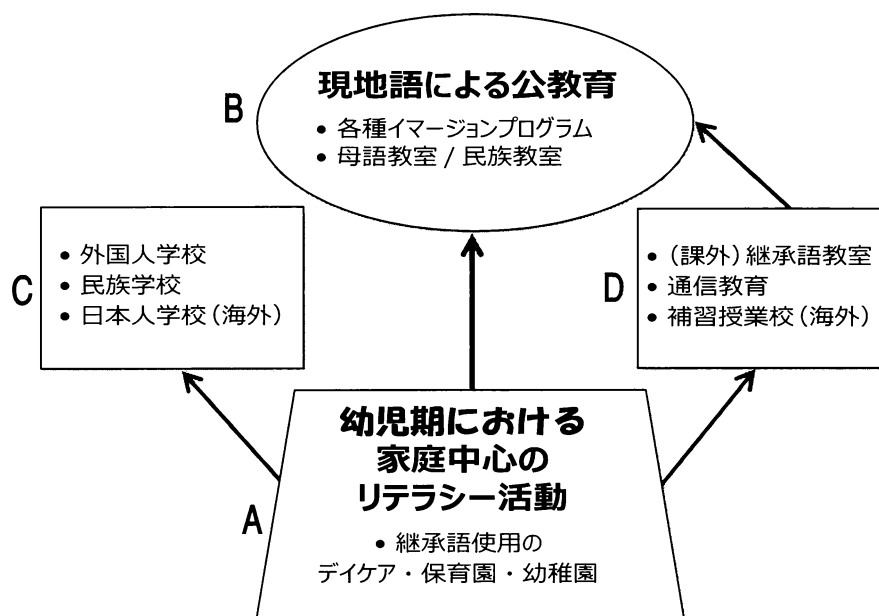 B
現地語による公教育
• 各種イマージョンプログラム
• 母語教室 / 民族教室
C
• 外国人学校
• 民族学校
• 日本人学校（海外）
D
• （課外）継承語教室
• 通信教育
• 補習授業校（海外）
A
幼児期における
家庭中心の
リテラシー活動
• 継承語使用の
デイケア・保育園・幼稚園